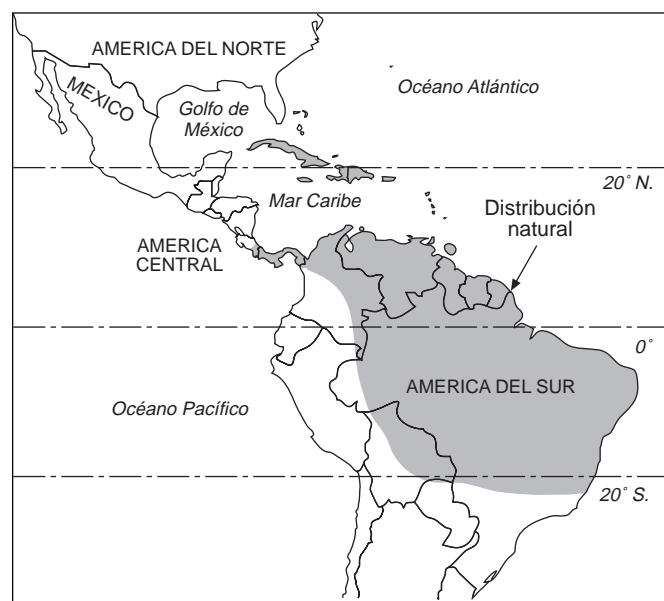 AMERICA DEL NORTE
MEXICO
Golfo de
México
Océano Atlántico
20° N.
Mar Caribe
Distribución
natural
AMERICA
CENTRAL
0°
AMERICA DEL SUR
Océano Pacífico
20° S.